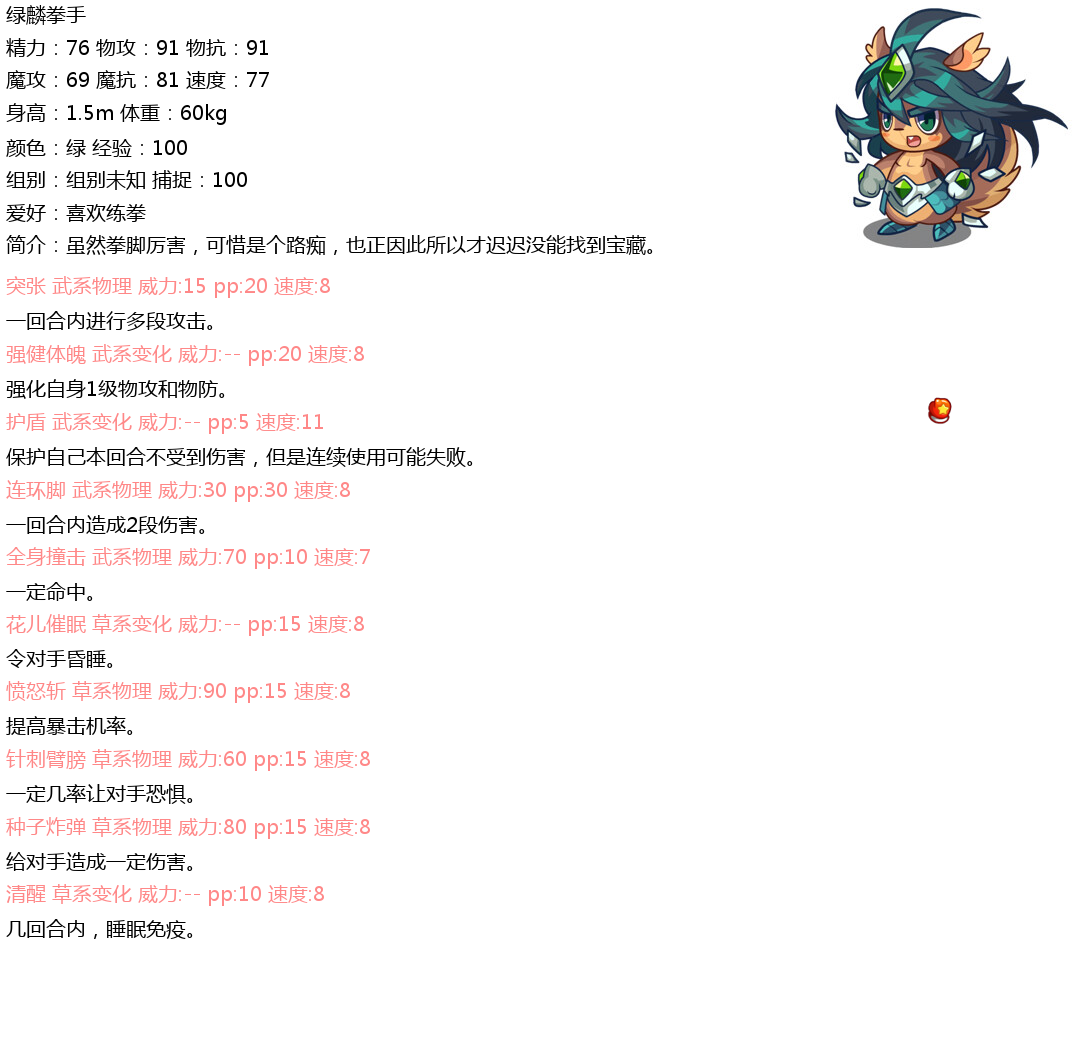 绿麟拳手
精力：76 物攻：91 物抗：91
魔攻：69 魔抗：81 速度：77
身高：1.5m 体重：60kg
颜色：绿 经验：100
组别：组别未知 捕捉：100
爱好：喜欢练拳
简介：虽然拳脚厉害，可惜是个路痴，也正因此所以才迟迟没能找到宝藏。
突张 武系物理 威力:15 pp:20 速度:8
一回合内进行多段攻击。
强健体魄 武系变化 威力:-- pp:20 速度:8
强化自身1级物攻和物防。
护盾 武系变化 威力:-- pp:5 速度:11
保护自己本回合不受到伤害，但是连续使用可能失败。
连环脚 武系物理 威力:30 pp:30 速度:8
一回合内造成2段伤害。
全身撞击 武系物理 威力:70 pp:10 速度:7
一定命中。
花儿催眠 草系变化 威力:-- pp:15 速度:8
令对手昏睡。
愤怒斩 草系物理 威力:90 pp:15 速度:8
提高暴击机率。
针刺臂膀 草系物理 威力:60 pp:15 速度:8
一定几率让对手恐惧。
种子炸弹 草系物理 威力:80 pp:15 速度:8
给对手造成一定伤害。
清醒 草系变化 威力:-- pp:10 速度:8
几回合内，睡眠免疫。